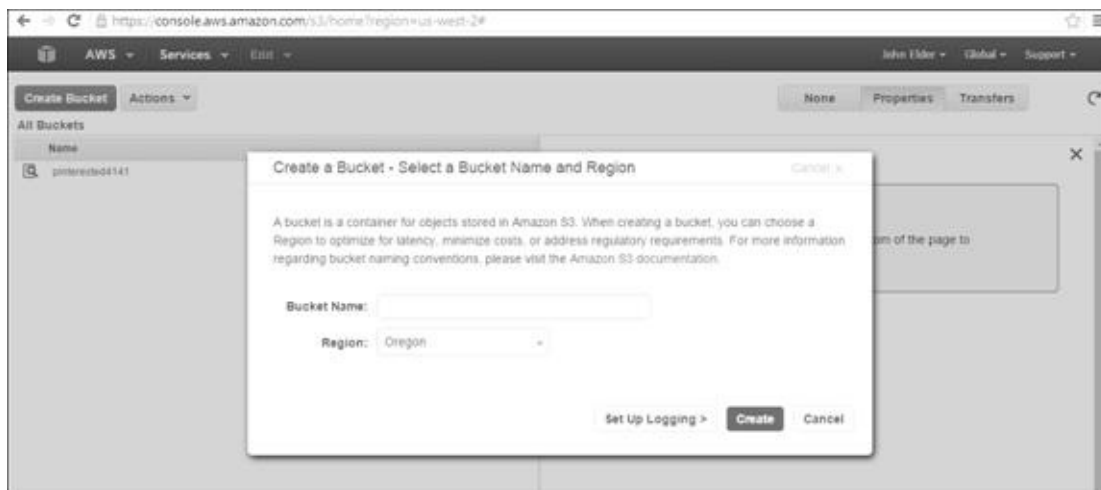 https://console.aws.amazon.com/s3/home?region=us-west-2#
AWS Services Edit John Elder Global Support
Create Bucket Actions None Properties Transfers
All Buckets
Name
pinterested4141
Create a Bucket - Select a Bucket Name and Region Cancel x
A bucket is a container for objects stored in Amazon S3. When creating a bucket, you can choose a
Region to optimize for latency, minimize costs, or address regulatory requirements. For more information
regarding bucket naming conventions, please visit the Amazon S3 documentation.
om of the page to
Bucket Name:
Region: Oregon
Set Up Logging > Create Cancel